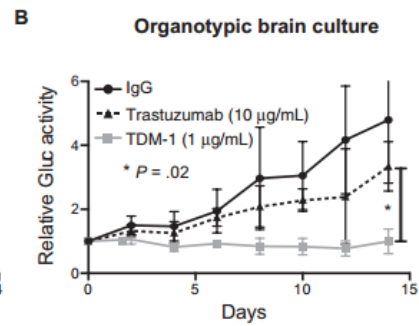 B
Organotypic brain culture
Relative Gluc activity
6
4
2
0
IgG
Trastuzumab (10 µg/mL)
TDM-1 (1 µg/mL)
* P = .02
*
4
0
5
10
15
Days